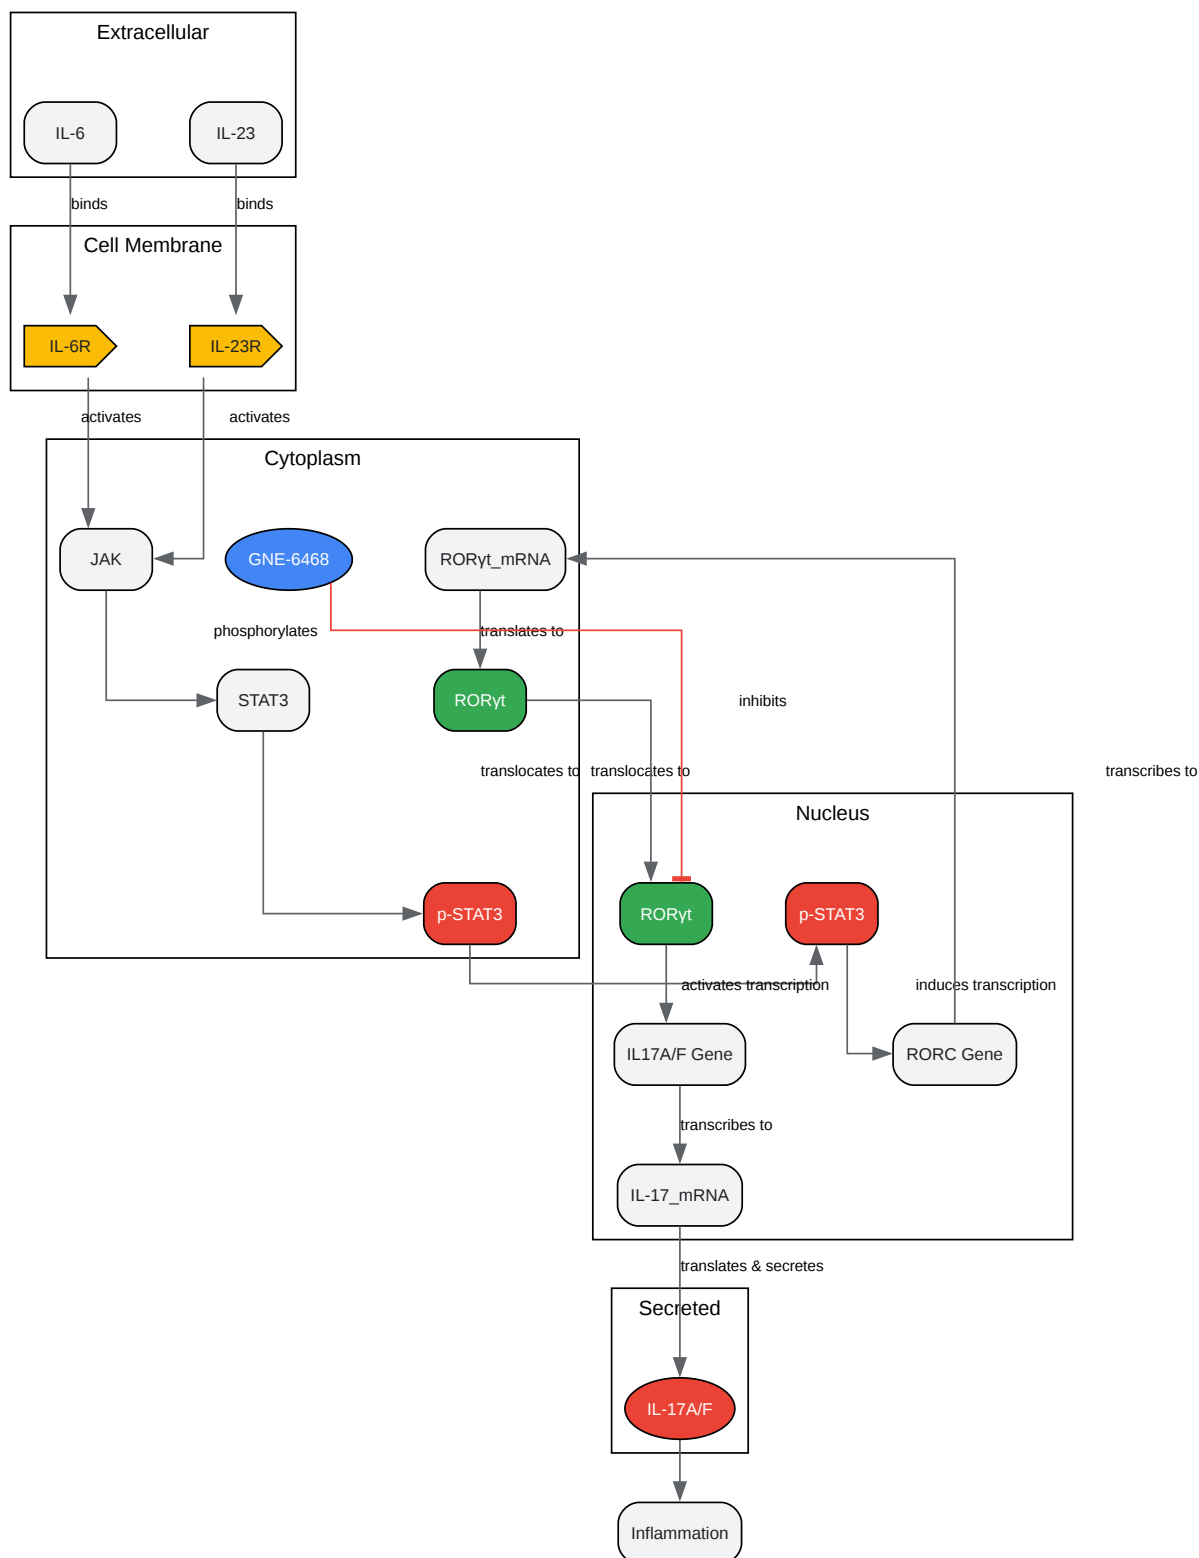 Extracellular
IL-6
IL-23
binds
binds
Cell Membrane
IL-6R
IL-23R
activates
activates
Cytoplasm
JAK
GNE-6468
RORγt_mRNA
phosphorylates
translates to
STAT3
RORγt
inhibits
translocates to
translocates to
transcribes to
Nucleus
p-STAT3
RORγt
p-STAT3
activates transcription
induces transcription
IL17A/F Gene
RORC Gene
transcribes to
IL-17_mRNA
translates & secretes
Secreted
IL-17A/F
Inflammation